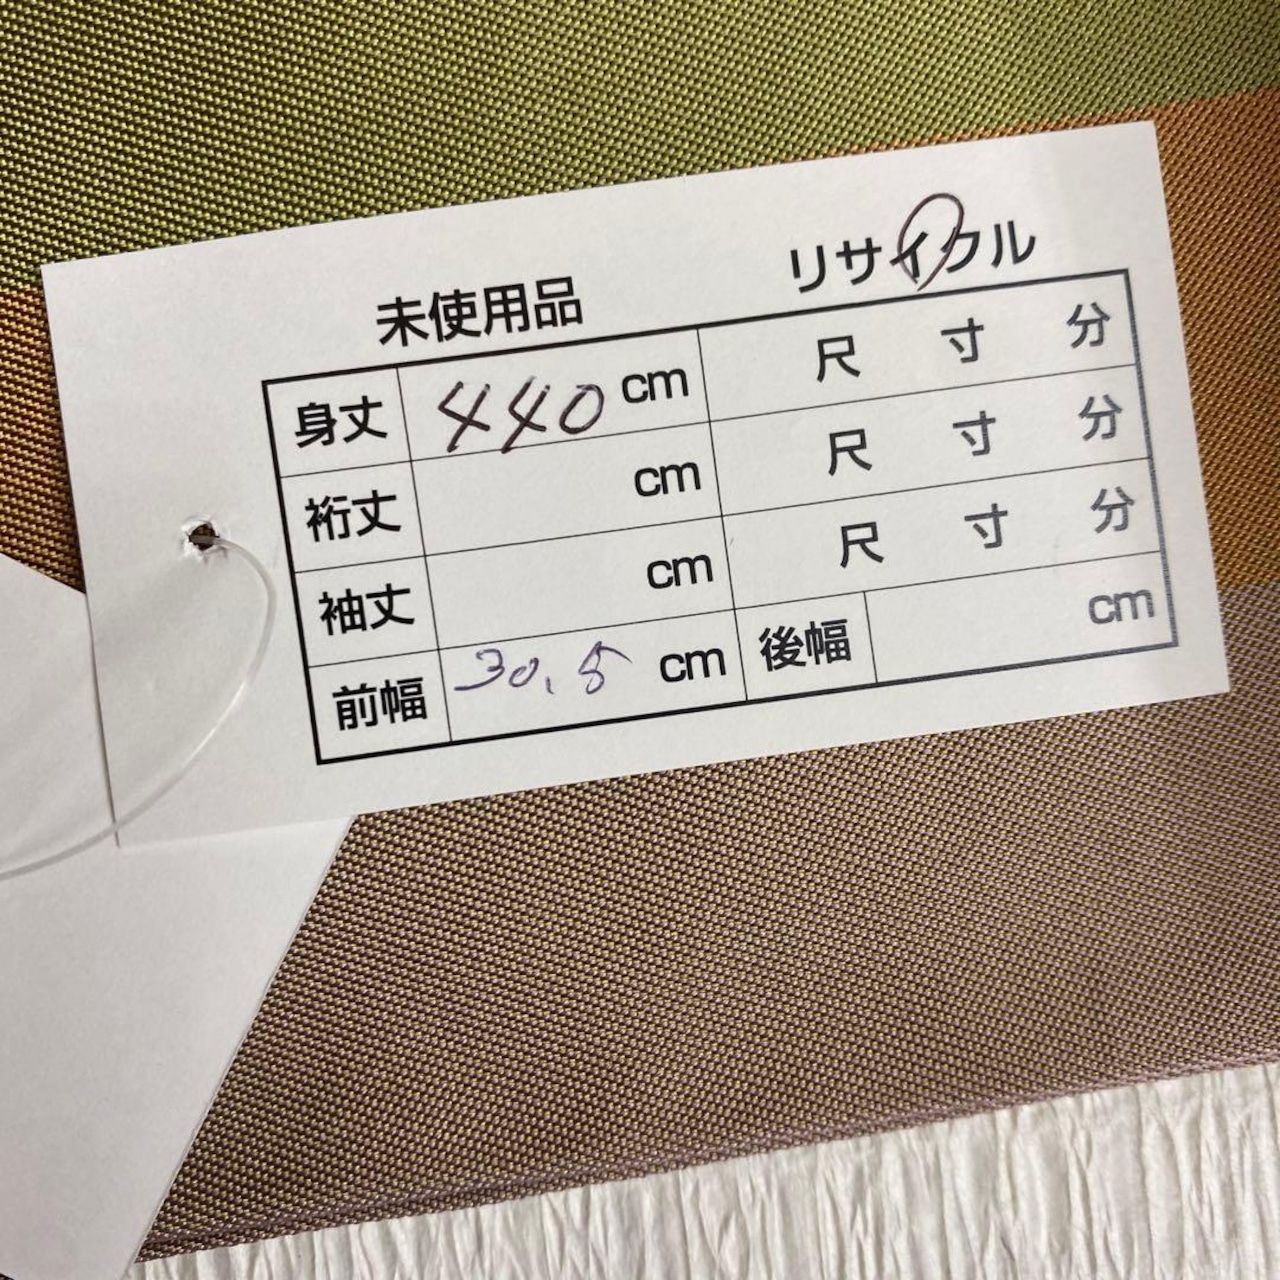 未使用品 リサイクル
身丈 440 cm 尺 寸 分
裄丈 cm 尺 寸 分
袖丈 cm 尺 寸 分
前幅 30.5 cm 後幅 cm